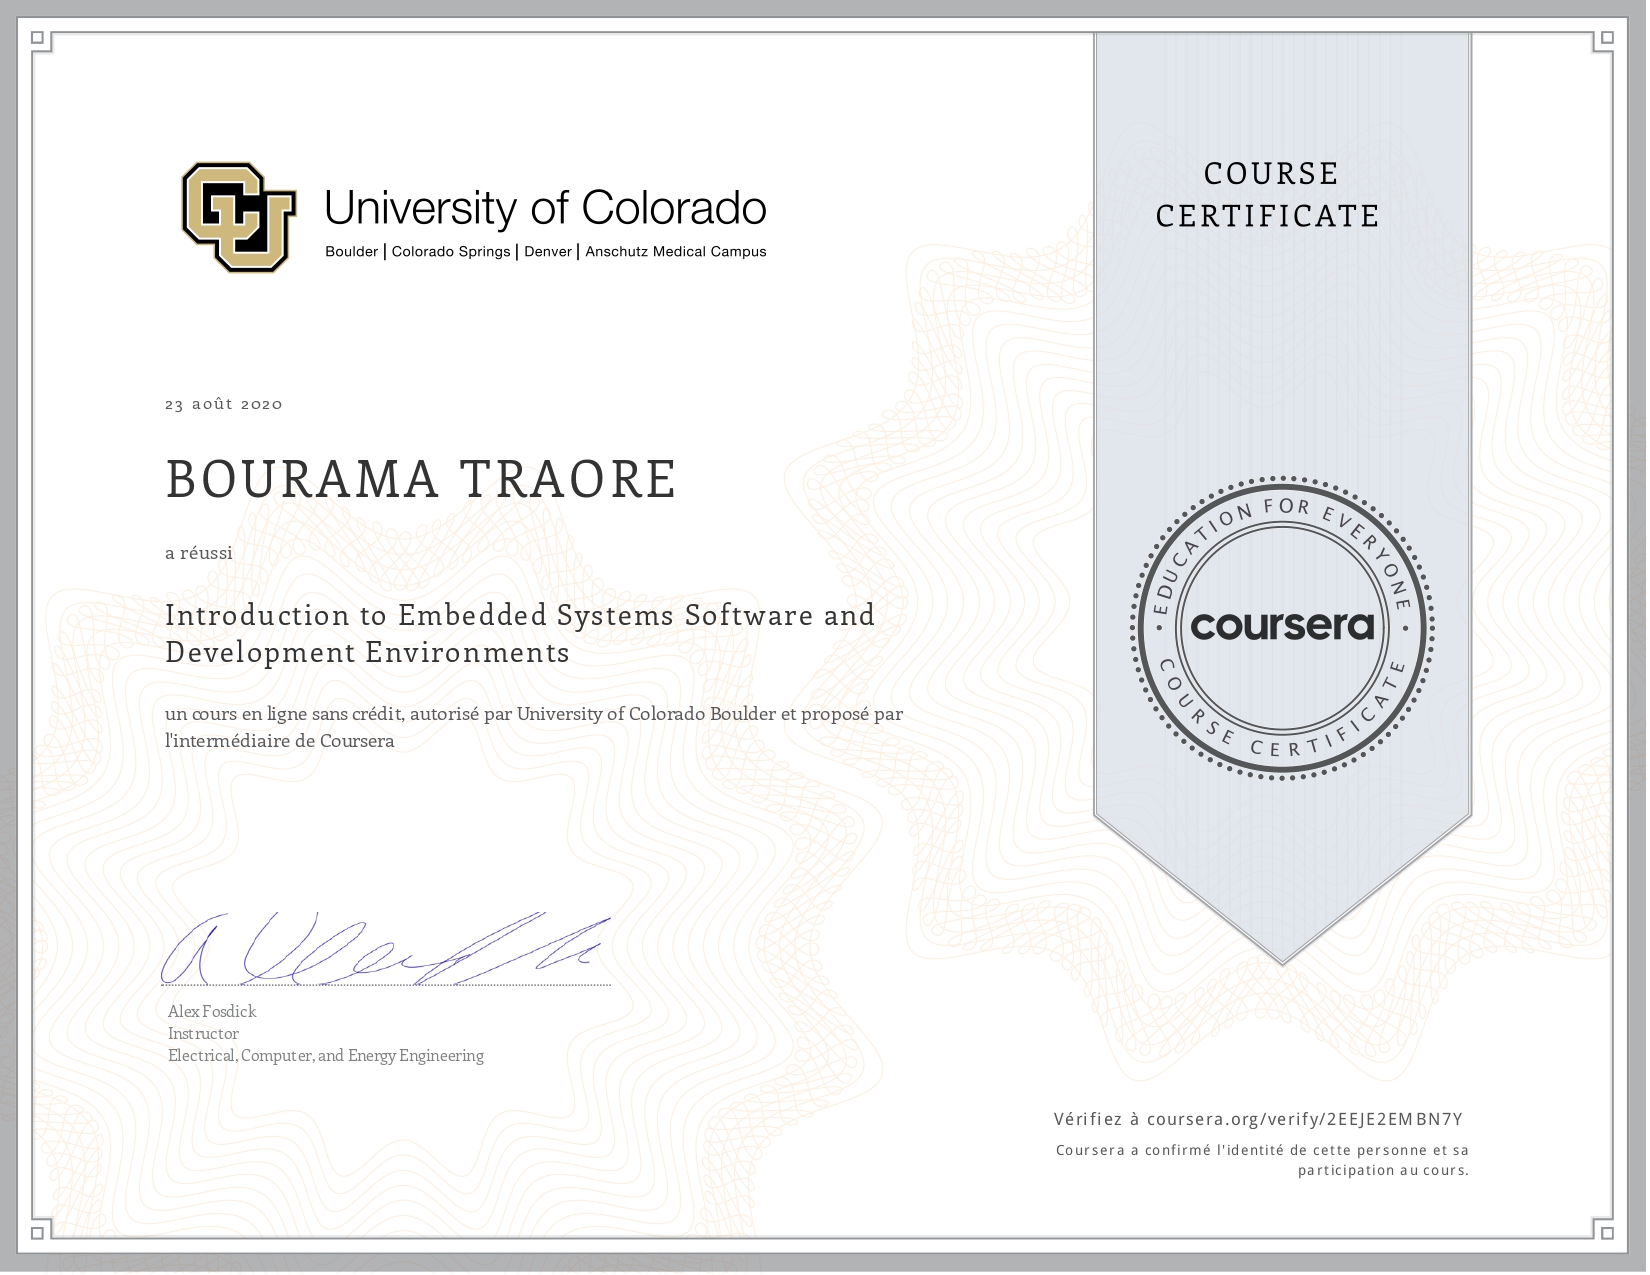 University of Colorado
Boulder | Colorado Springs | Denver | Anschutz Medical Campus
COURSE
CERTIFICATE
23 août 2020
BOURAMA TRAORE
a réussi
Introduction to Embedded Systems Software and
Development Environments
un cours en ligne sans crédit, autorisé par University of Colorado Boulder et proposé par
l'intermédiaire de Coursera
EDUCATION FOR EVERYONE
coursera
COURSE CERTIFICATE
Alex Fosdick
Instructor
Electrical, Computer, and Energy Engineering
Vérifiez à coursera.org/verify/2EEJE2EMBN7Y
Coursera a confirmé l'identité de cette personne et sa
participation au cours.